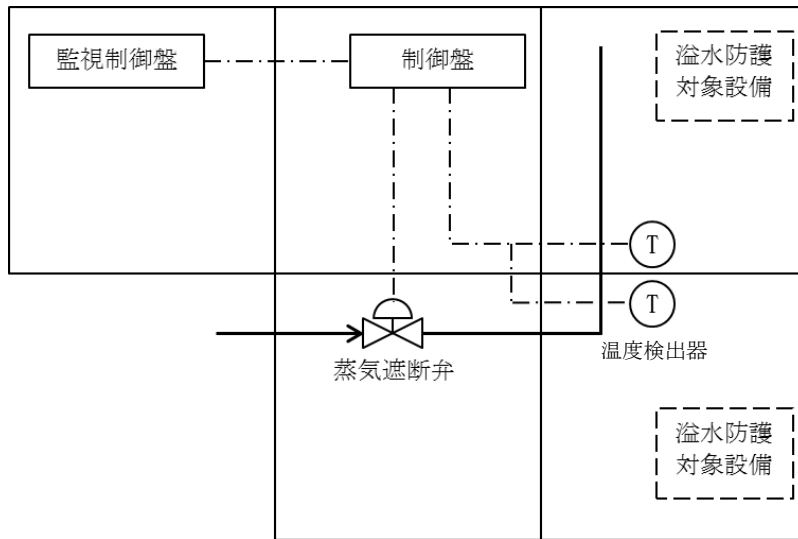 監視制御盤
制御盤
溢水防護
対象設備
T
T
温度検出器
蒸気遮断弁
溢水防護
対象設備